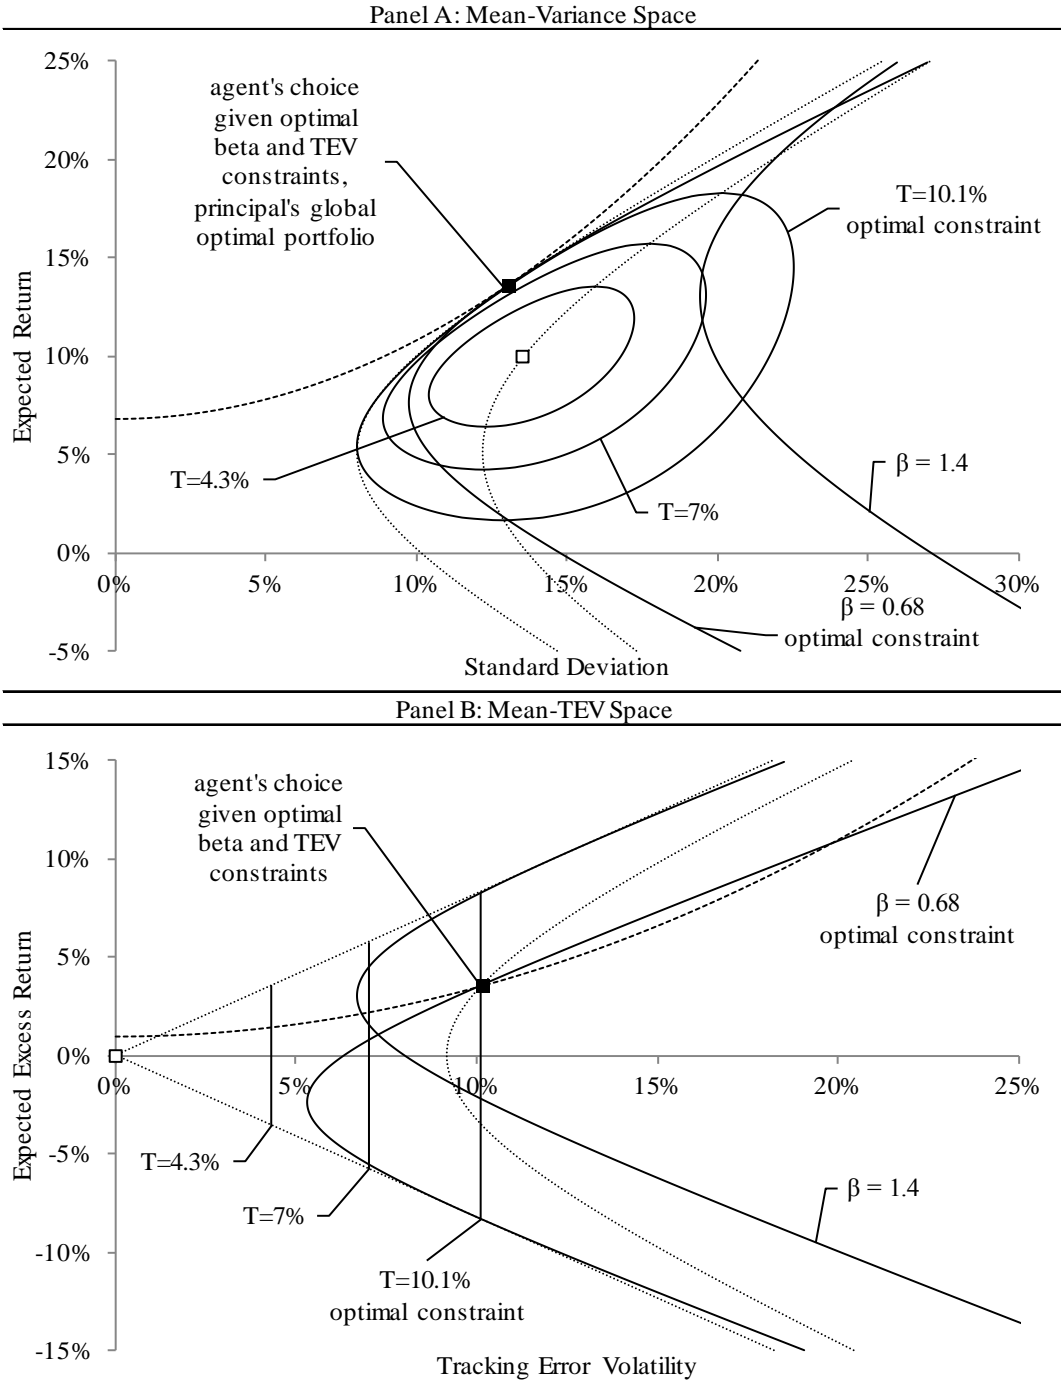 Panel A: Mean-Variance Space
25%
20%
15%
10%
5%
0%
-5%
Expected Return
agent's choice
given optimal
beta and TEV
constraints,
principal's global
optimal portfolio
T=10.1%
optimal constraint
T=4.3%
T=7%
β = 1.4
0%
5%
10%
15%
20%
25%
30%
β = 0.68
optimal constraint
Standard Deviation
Panel B: Mean-TEV Space
15%
10%
5%
0%
-5%
-10%
-15%
Expected Excess Return
agent's choice
given optimal
beta and TEV
constraints
β = 0.68
optimal constraint
0%
5%
10%
15%
20%
25%
T=4.3%
T=7%
β = 1.4
T=10.1%
optimal constraint
Tracking Error Volatility